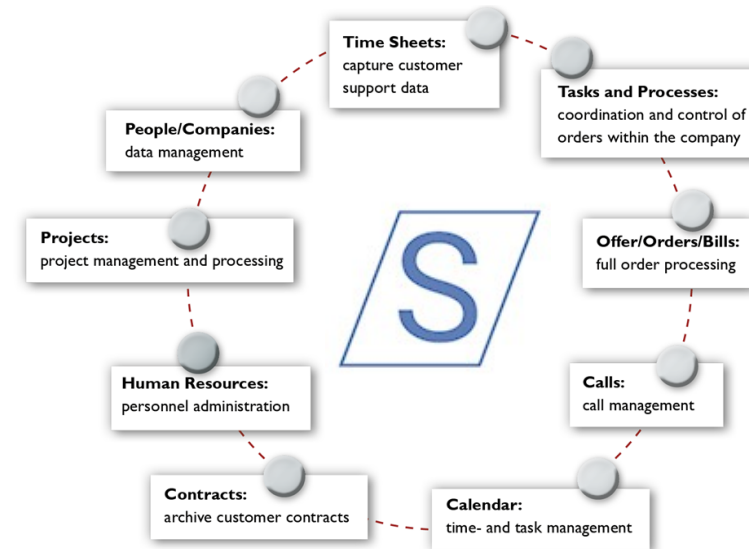 Time Sheets:
capture customer
support data
Tasks and Processes:
coordination and control of
orders within the company
People/Companies:
data management
Projects:
project management and processing
Offer/Orders/Bills:
full order processing
S
Human Resources:
personnel administration
Calls:
call management
Contracts:
archive customer contracts
Calendar:
time- and task management